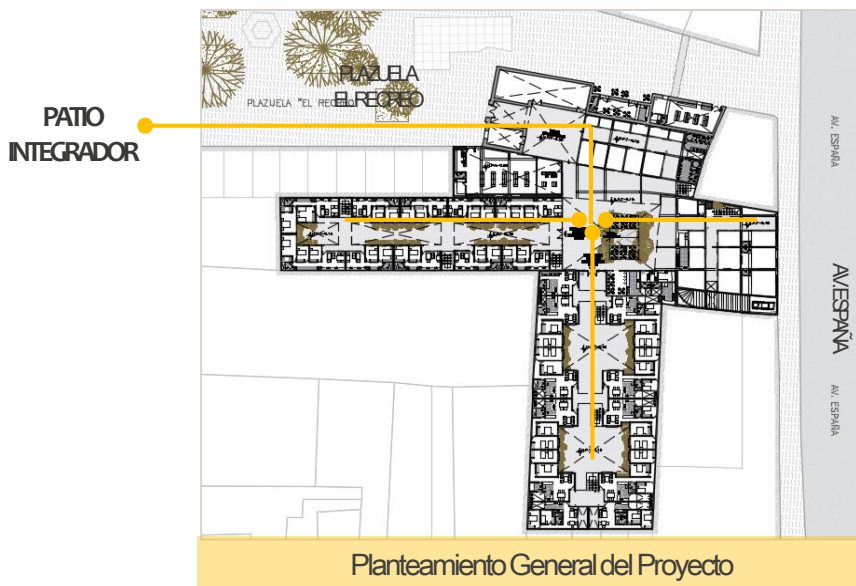 PLAZUELA
EL RECREO
PLAZUELA "EL RECREO"
PATIO
INTEGRADOR
AV. ESPAÑA
AV.ESPAÑA
AV. ESPAÑA
Planteamiento General del Proyecto